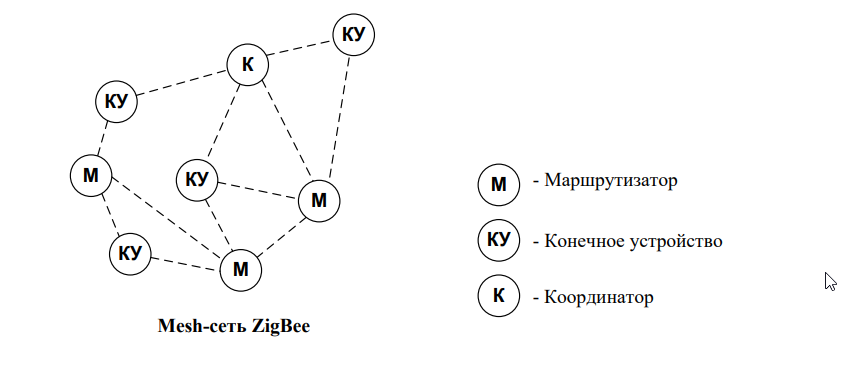 КУ
К
КУ
М
КУ
М
КУ
М
Mesh-сеть ZigBee
М - Маршрутизатор
КУ - Конечное устройство
К - Координатор